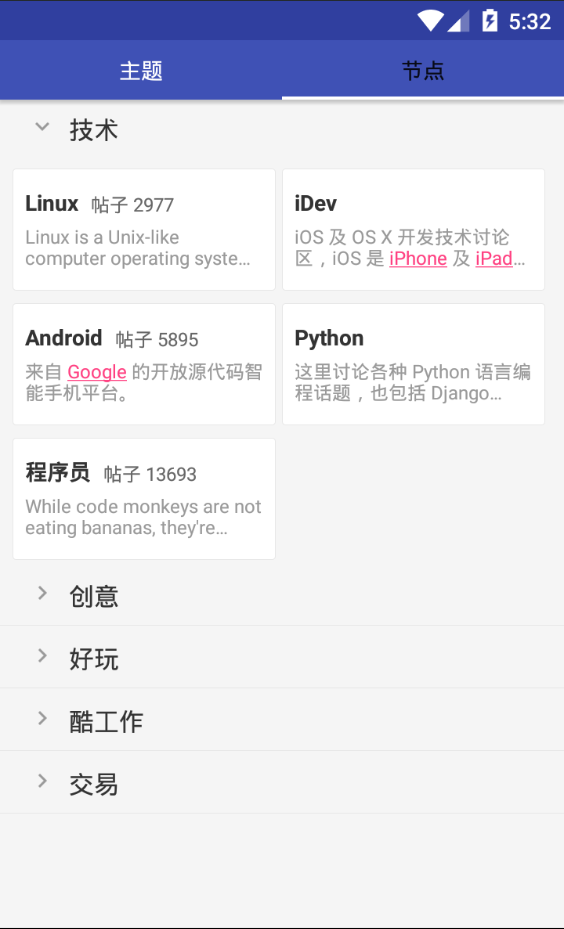 5:32
主题
节点
技术
Linux 帖子 2977
Linux is a Unix-like
computer operating syste…
iDev
iOS 及 OS X 开发技术讨论
区，iOS 是 iPhone 及 iPad…
Android 帖子 5895
来自 Google 的开放源代码智
能手机平台。
Python
这里讨论各种 Python 语言编
程话题，也包括 Django…
程序员 帖子 13693
While code monkeys are not
eating bananas, they're…
创意
好玩
酷工作
交易